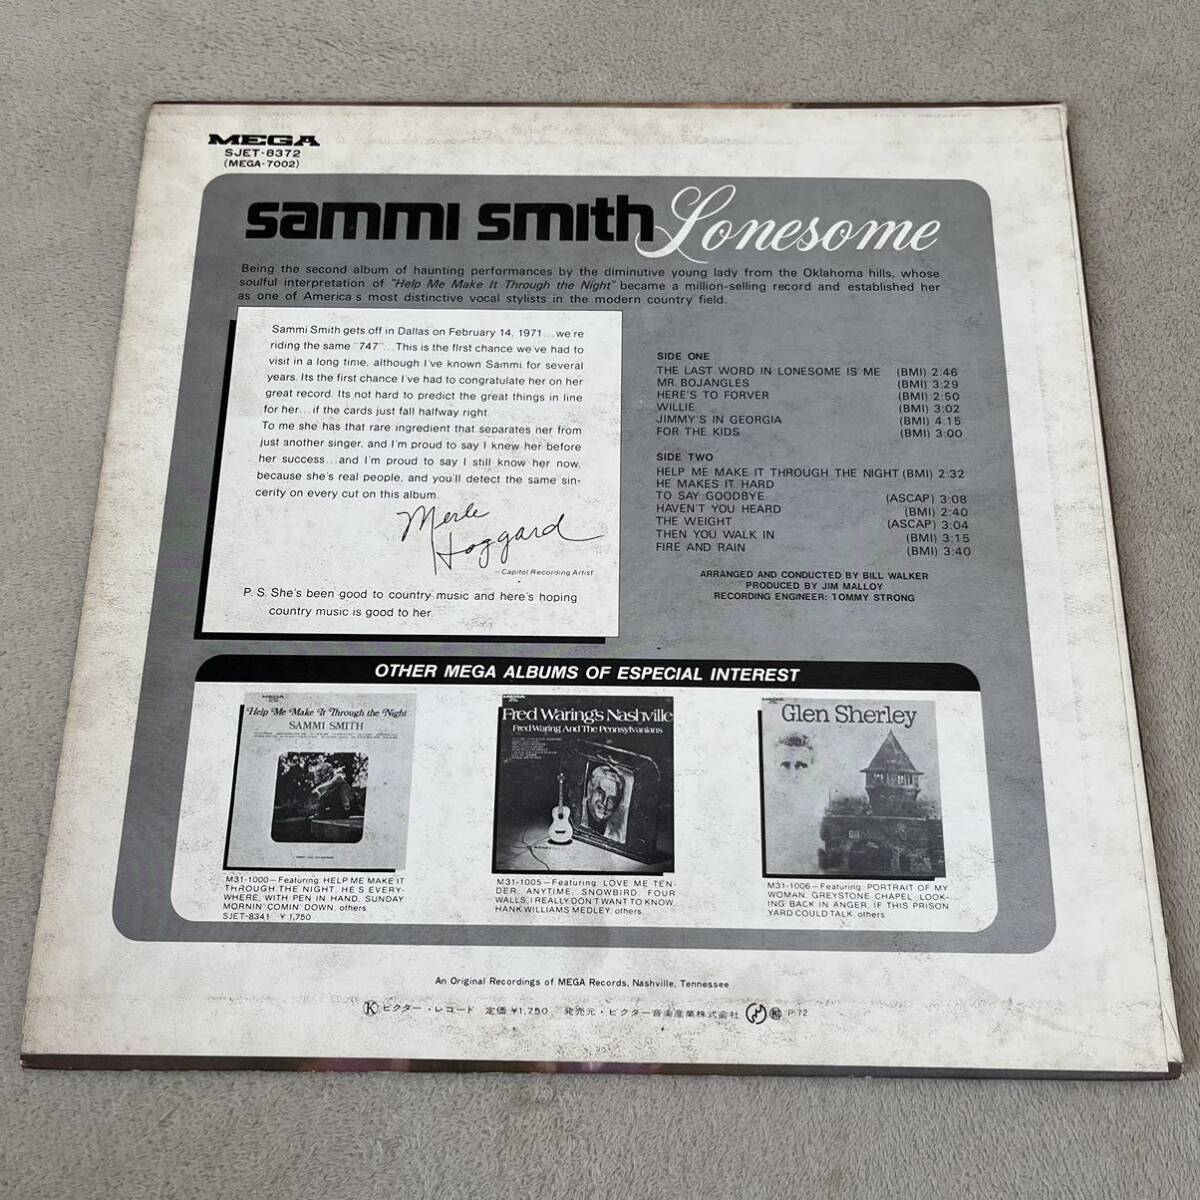 MEGA
SJET-8372
(MEGA-7002)
sammi smith Lonesome
Being the second album of haunting performances by the diminutive young lady from the Oklahoma hills, whose
soulful interpretation of "Help Me Make It Through the Night" became a million-selling record and established her
as one of America s most distinctive vocal stylists in the modern country field.
Sammi Smith gets off in Dallas on February 14, 1971...we're
riding the same "747"...This is the first chance we've had to
visit in a long time, although I've known Sammi for several
years. Its the first chance I've had to congratulate her on her
great record. Its not hard to predict the great things in line
for her...if the cards just fall halfway right.
To me she has that rare ingredient that separates her from
just another singer, and I'm proud to say I knew her before
her success...and I'm proud to say I still know her now,
because she's real people, and you'll detect the same sin-
cerity on every cut on this album.
Merle
Haggard
—Capitol Recording Artist
P. S. She's been good to country music and here's hoping
country music is good to her.
SIDE ONE
THE LAST WORD IN LONESOME IS ME (BMI) 2:46
MR. BOJANGLES (BMI) 3:29
HERE'S TO FORVER (BMI) 2:50
WILLIE (BMI) 3:02
JIMMY'S IN GEORGIA (BMI) 4:15
FOR THE KIDS (BMI) 3:00
SIDE TWO
HELP ME MAKE IT THROUGH THE NIGHT (BMI) 2:32
HE MAKES IT HARD
TO SAY GOODBYE (ASCAP) 3:08
HAVEN'T YOU HEARD (BMI) 2:40
THE WEIGHT (ASCAP) 3:04
THEN YOU WALK IN (BMI) 3:15
FIRE AND RAIN (BMI) 3:40
ARRANGED AND CONDUCTED BY BILL WALKER
PRODUCED BY JIM MALLOY
RECORDING ENGINEER: TOMMY STRONG
OTHER MEGA ALBUMS OF ESPECIAL INTEREST
MEGA
Help Me Make It Through the Night
SAMMI SMITH
M31-1000—Featuring: HELP ME MAKE IT
THROUGH THE NIGHT, HE S EVERY-
WHERE, WITH PEN IN HAND, SUNDAY
MORNIN' COMIN' DOWN, others
SJET-8341 ¥ 1,750
MEGA
Fred Waring's Nashville
Fred Waring And The Pennsylvanians
M31-1005—Featuring: LOVE ME TEN-
DER, ANYTIME, SNOWBIRD, FOUR
WALLS, I REALLY DON'T WANT TO KNOW,
HANK WILLIAMS MEDLEY, others
MEGA
Glen Sherley
M31-1006—Featuring: PORTRAIT OF MY
WOMAN, GREYSTONE CHAPEL, LOOK-
ING BACK IN ANGER, IF THIS PRISON
YARD COULD TALK, others
An Original Recordings of MEGA Records, Nashville, Tennessee
Ⓚビクター・レコード 定価¥1,750 発売元・ビクター音楽産業株式会社 P-72